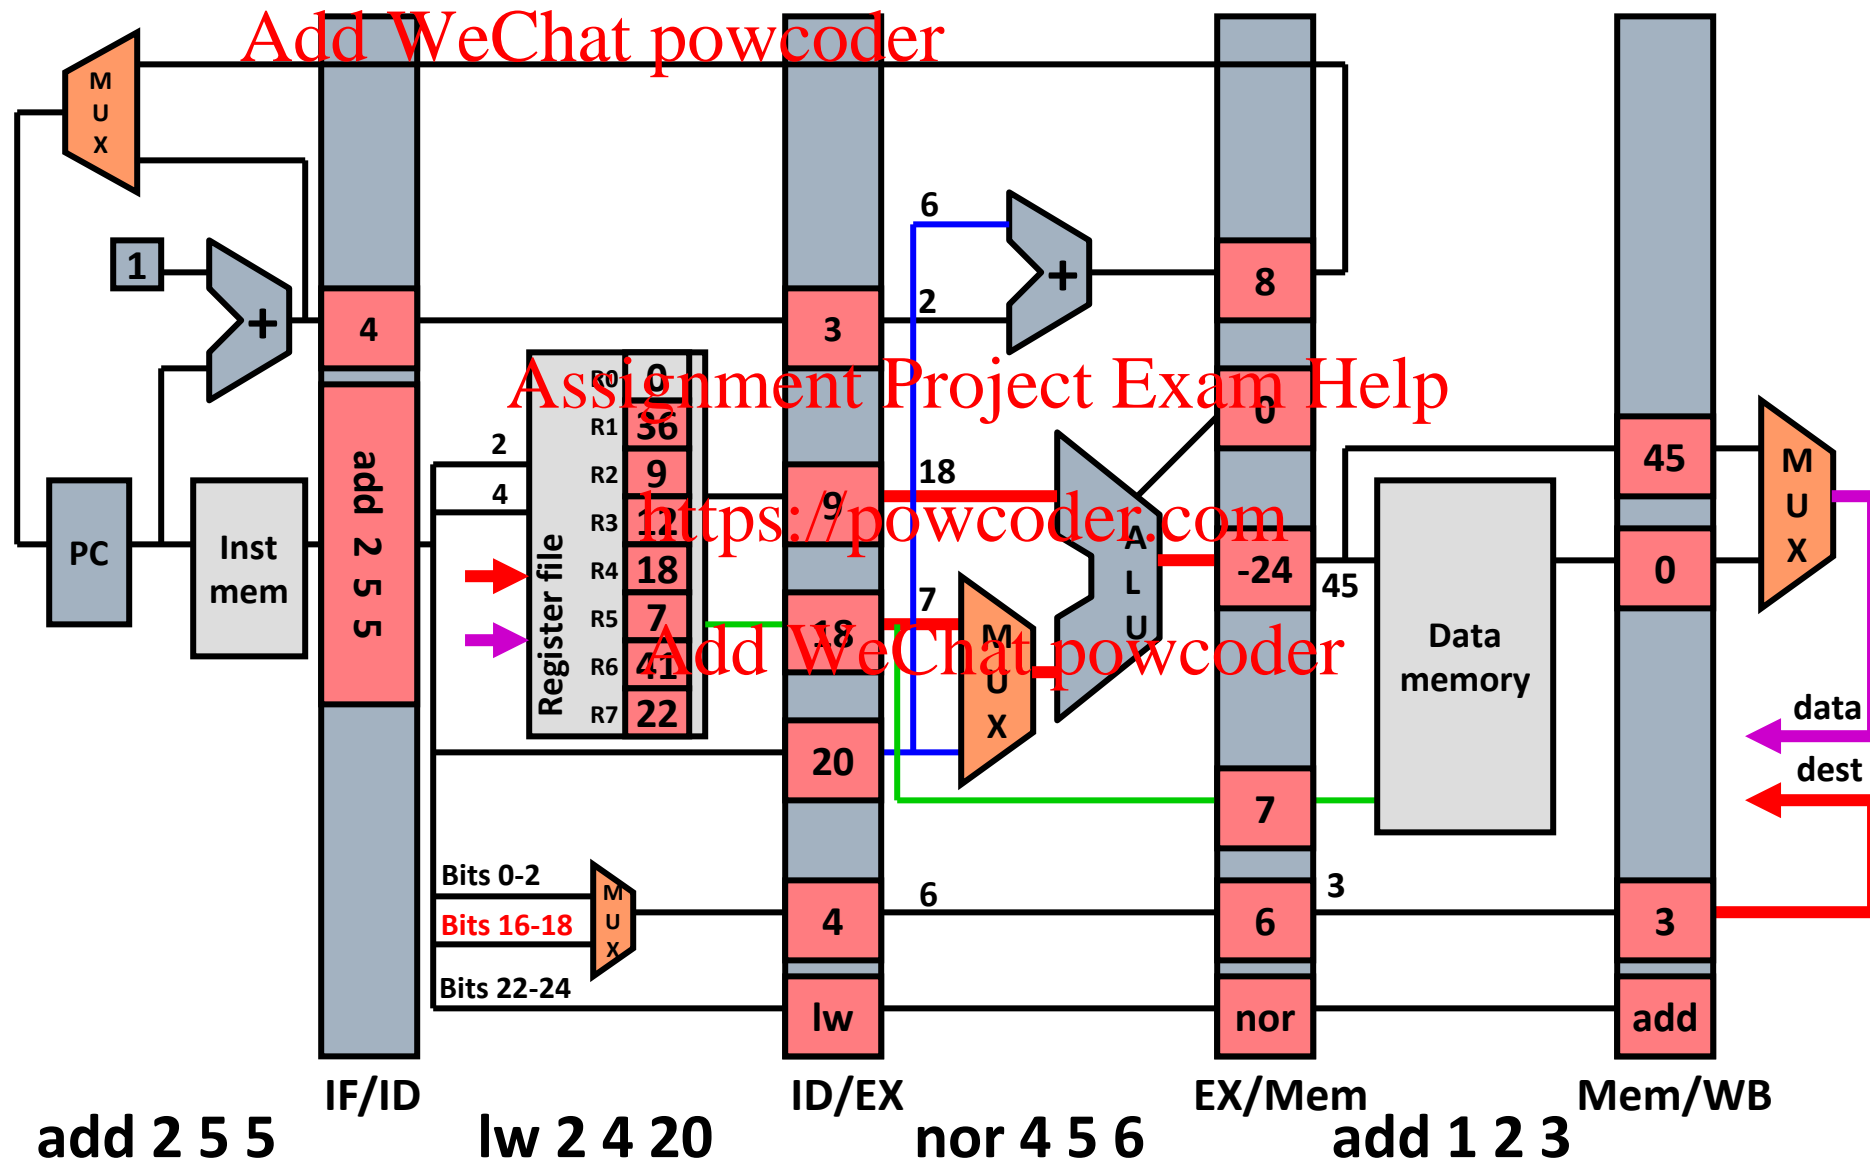 Add WeChat powcoder
M
U
X
1
+
4
3
6
2
+
8
R0 0
Assignment Project Exam Help
0
R1 36
R2 9
R3 12
R4 18
R5 7
R6 41
R7 22
Register file
2
4
add 2 5 5
PC
Inst
mem
9
18
https://powcoder.com
A
L
U
-24
45
45
0
M
U
X
18
7
M
U
X
Add WeChat powcoder
Data
memory
data
dest
20
7
Bits 0-2
Bits 16-18
Bits 22-24
M
U
X
4
6
6
3
3
lw
nor
add
IF/ID
ID/EX
EX/Mem
Mem/WB
add 2 5 5
lw 2 4 20
nor 4 5 6
add 1 2 3